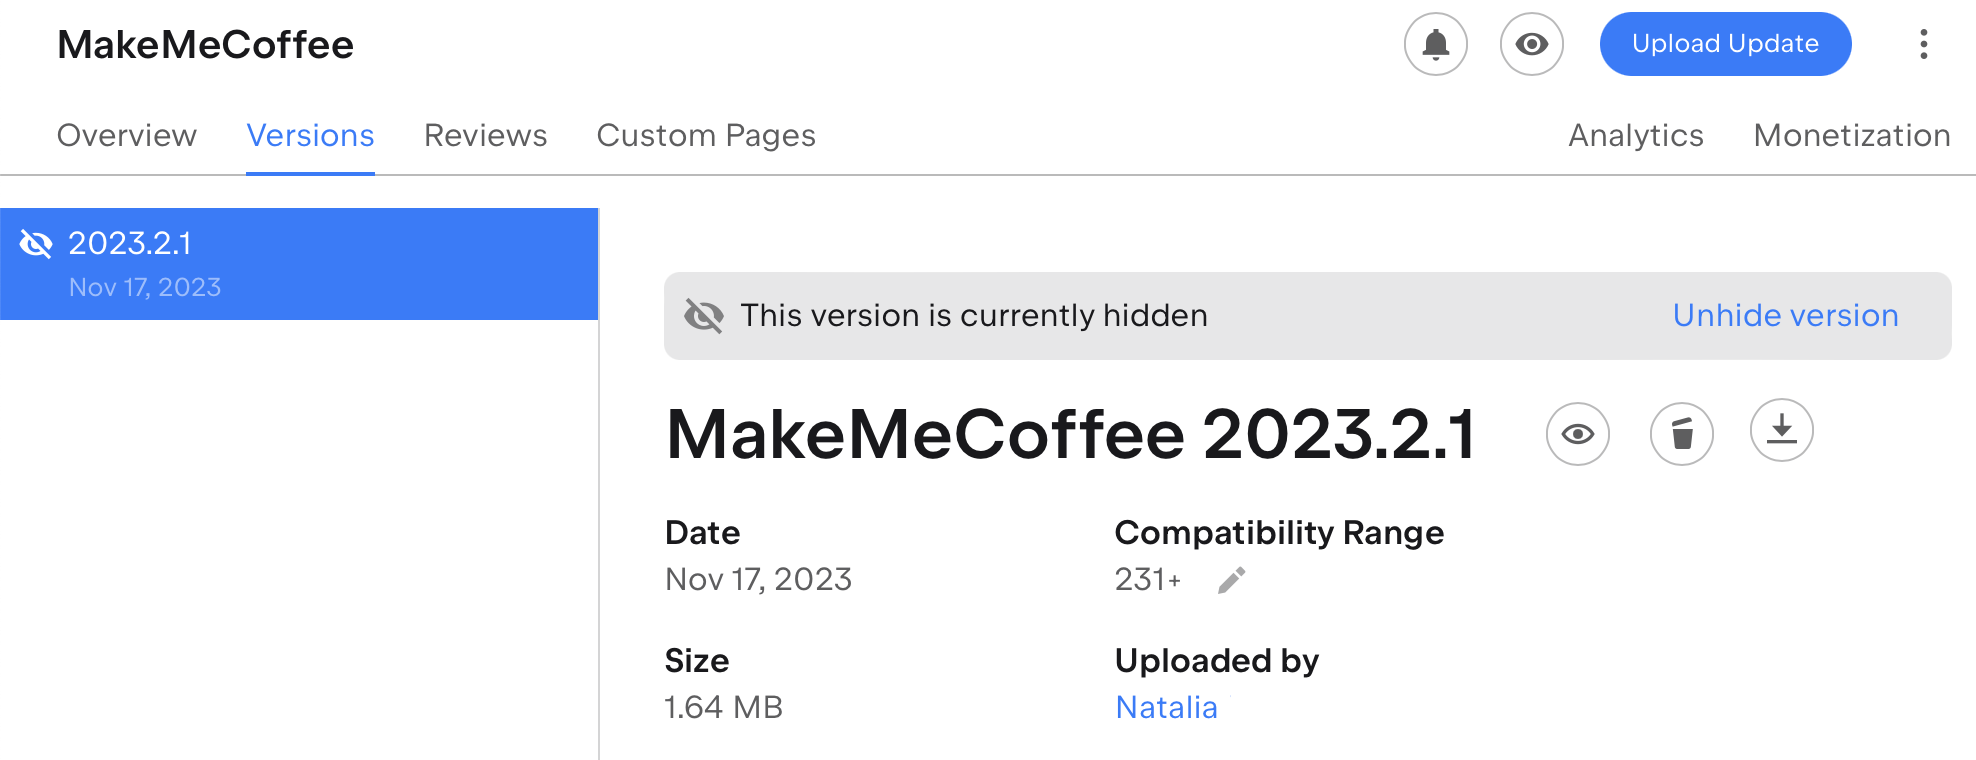 MakeMeCoffee
Upload Update
Overview Versions Reviews Custom Pages Analytics Monetization
2023.2.1
Nov 17, 2023
This version is currently hidden Unhide version
MakeMeCoffee 2023.2.1
Date Compatibility Range
Nov 17, 2023 231+
Size Uploaded by
1.64 MB Natalia